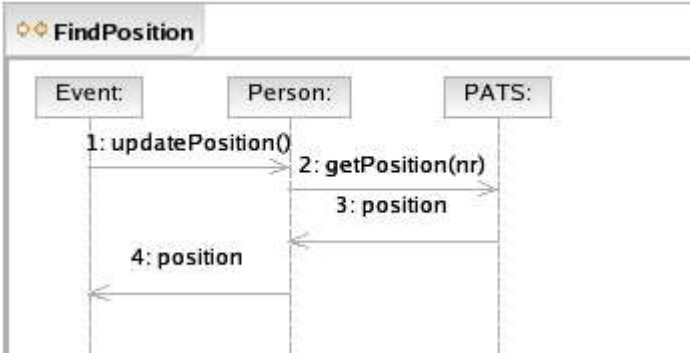 FindPosition
Event:
Person:
PATS:
1: updatePosition()
2: getPosition(nr)
3: position
4: position